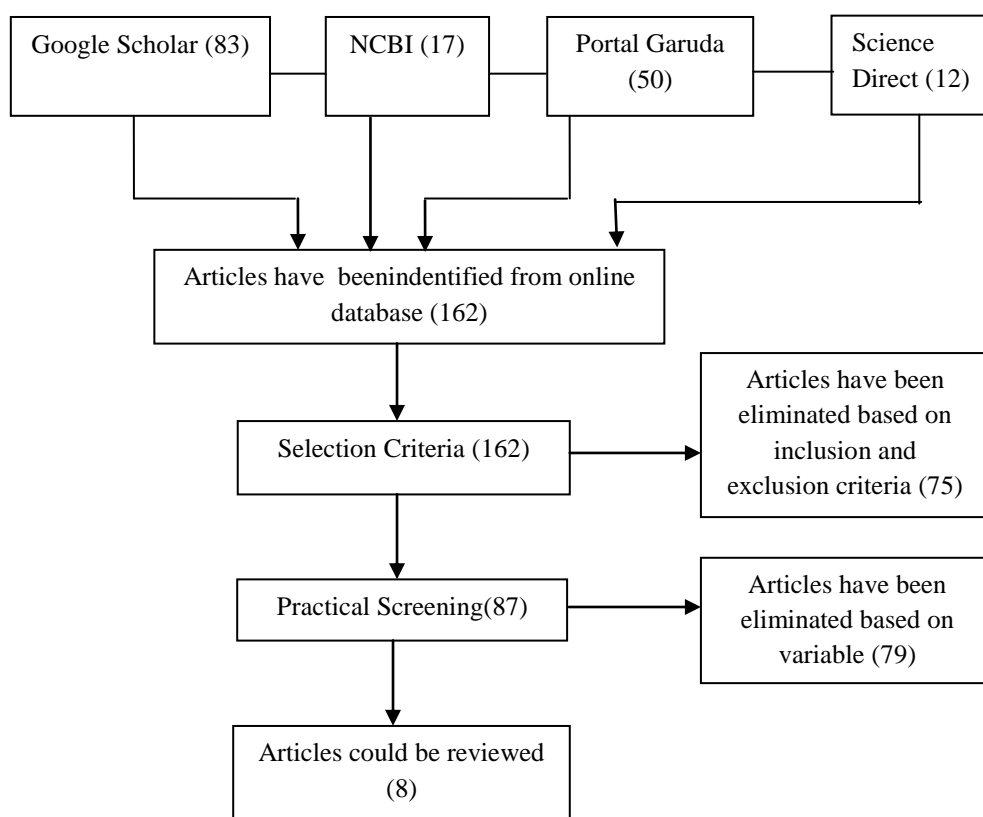 Google Scholar (83)
NCBI (17)
Portal Garuda
(50)
Science
Direct (12)
Articles have  beenindentified from online
database (162)
Selection Criteria (162)
Articles have been
eliminated based on
inclusion and
exclusion criteria (75)
Practical Screening(87)
Articles have been
eliminated based on
variable (79)
Articles could be reviewed
(8)